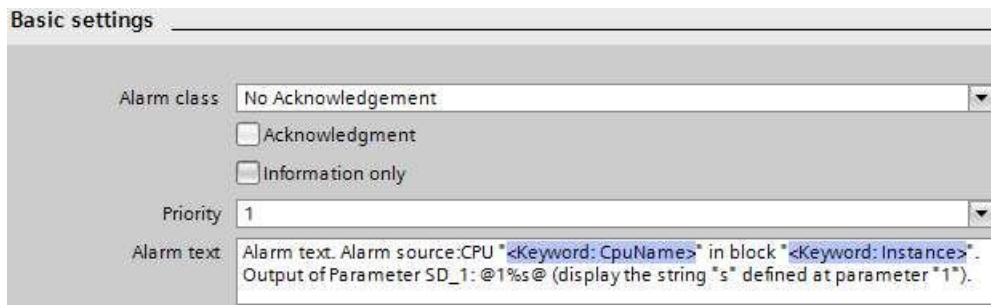 Basic settings
Alarm class No Acknowledgement
Acknowledgment
Information only
Priority 1
Alarm text Alarm text. Alarm source:CPU "<Keyword: CpuName>" in block "<Keyword: Instance>".
Output of Parameter SD_1: @1%s@ (display the string "s" defined at parameter "1").